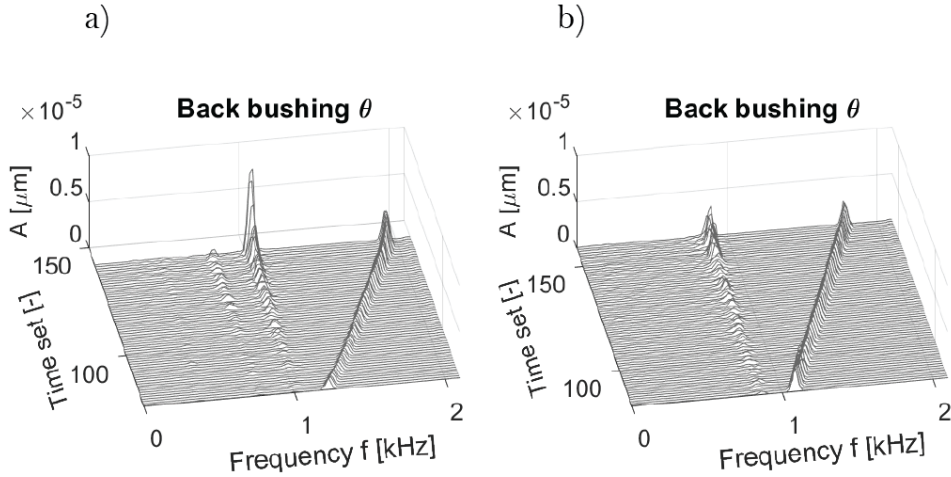 a)
× 10⁻⁵
Back bushing θ
1
0.5
0
A [μm]
150
100
Time set [-]
0
1
2
Frequency f [kHz]
b)
× 10⁻⁵
Back bushing θ
1
0.5
0
A [μm]
150
100
Time set [-]
0
1
2
Frequency f [kHz]